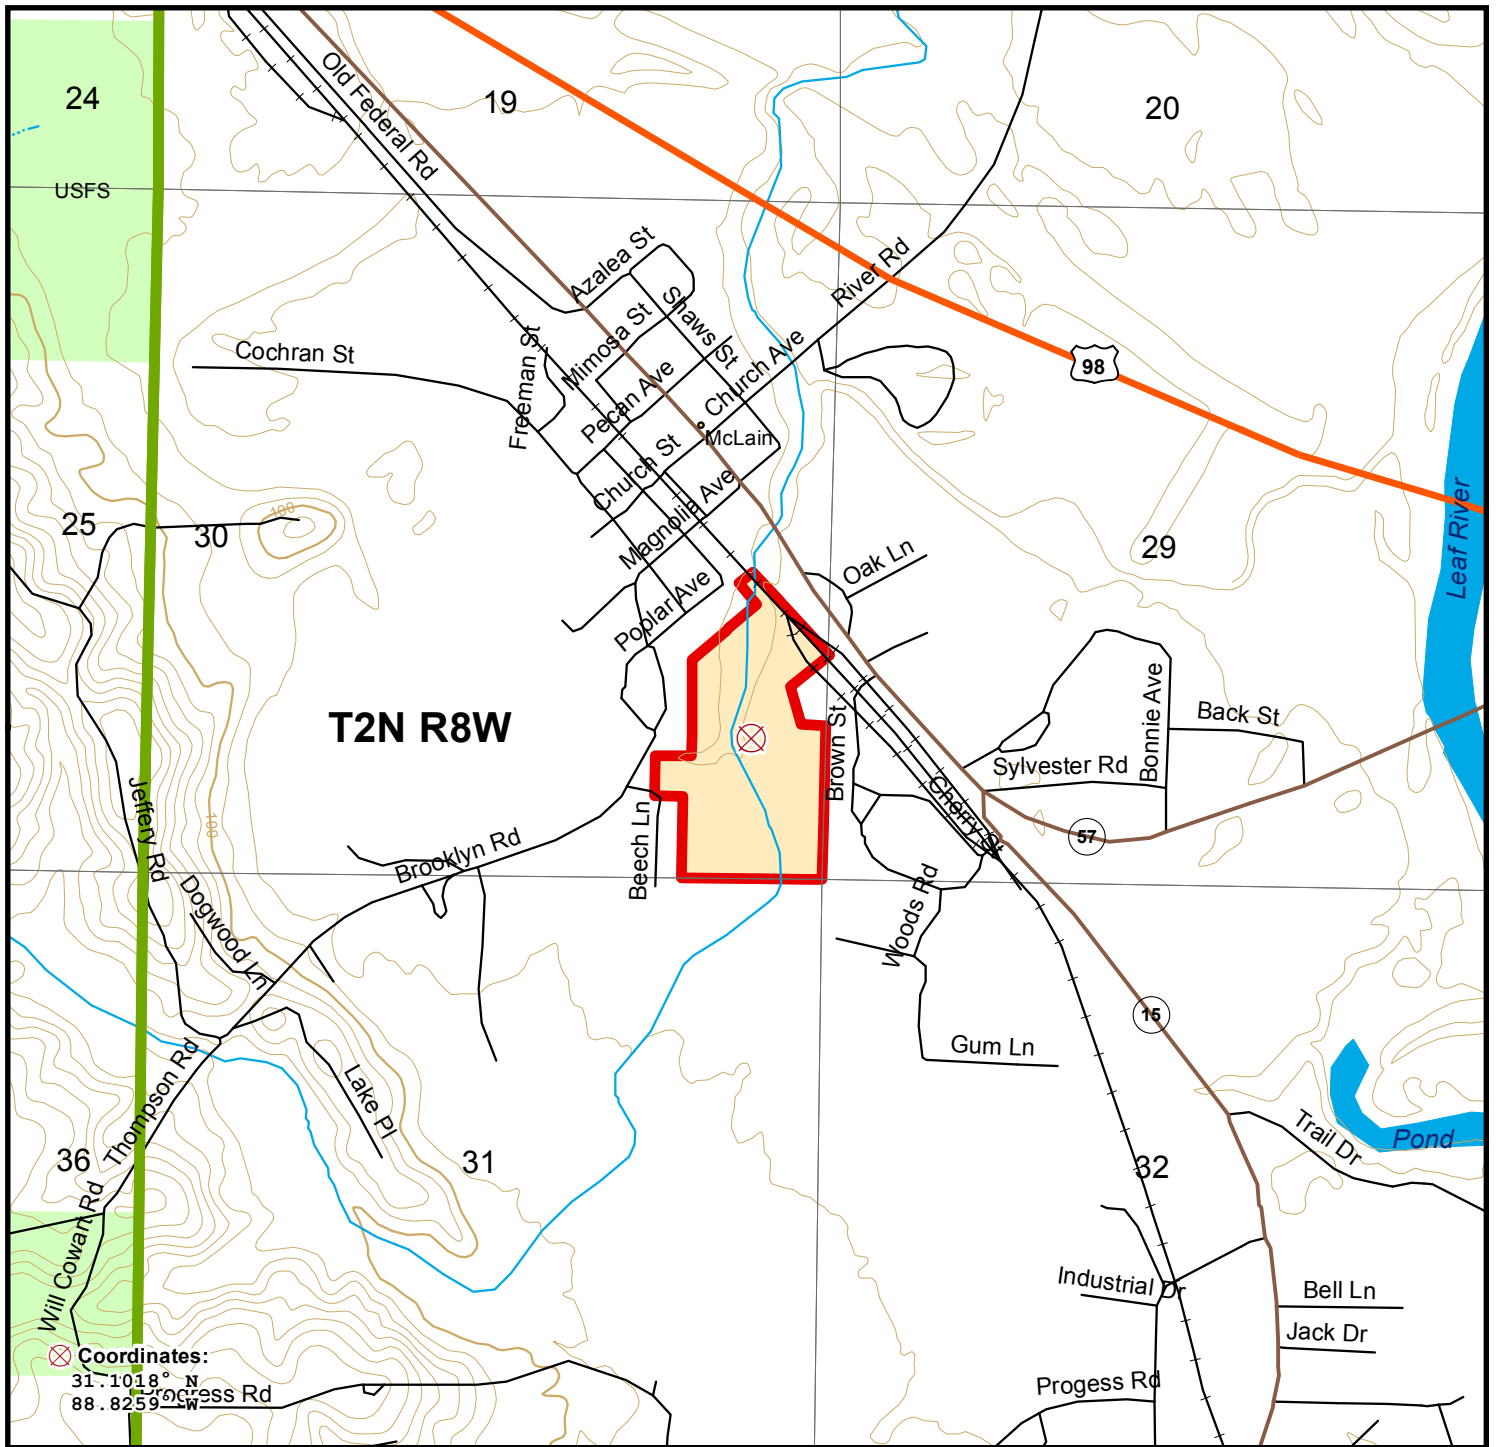 24
19
20
Old Federal Rd
USFS
Azalea St
River Rd
Shaws St
Mimosa St
Cochran St
Freeman St
Pecan Ave
Church Ave
98
McLain
Church St
Magnolia Ave
Leaf River
100
25
30
29
Oak Ln
Poplar Ave
T2N R8W
Bonnie Ave
Back St
Brown St
Sylvester Rd
Cherry St
57
Jeffery Rd
100
Beech Ln
Brooklyn Rd
Dogwood Ln
Woods Rd
15
Gum Ln
Thompson Rd
Lake Pl
Trail Dr
Pond
36
31
32
Will Cowart Rd
Industrial Dr
Bell Ln
Jack Dr
Coordinates:
31.1018° N
88.8259° W
Progress Rd
Progess Rd